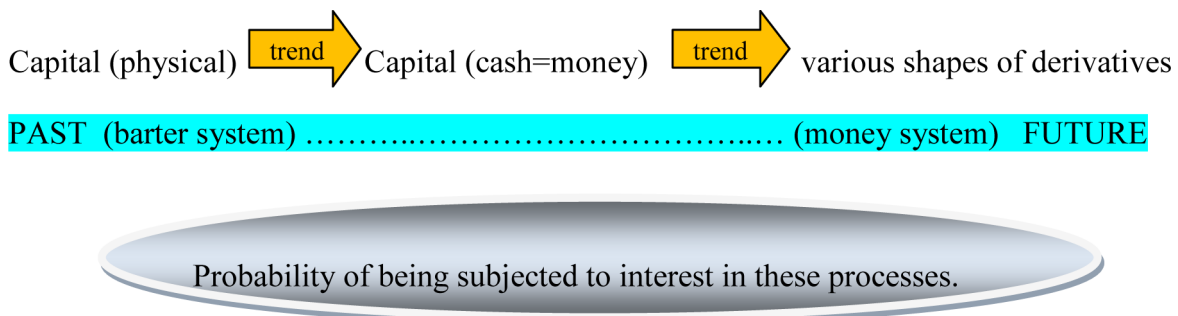 Capital (physical) trend Capital (cash=money) trend various shapes of derivatives
PAST (barter system) ………..…………………………..… (money system) FUTURE
Probability of being subjected to interest in these processes.